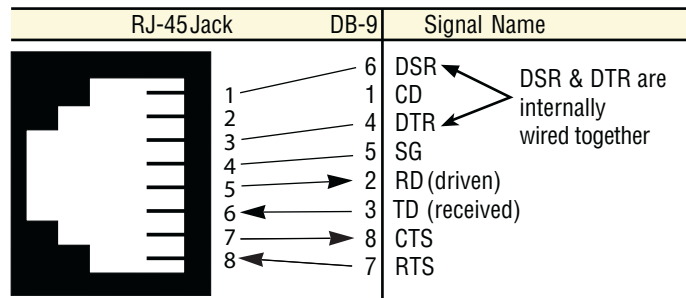 RJ-45 Jack DB-9 Signal Name
1 6 DSR
2 1 CD
3 4 DTR
4 5 SG
5 2 RD (driven)
6 3 TD (received)
7 8 CTS
8 7 RTS
DSR & DTR are
internally
wired together